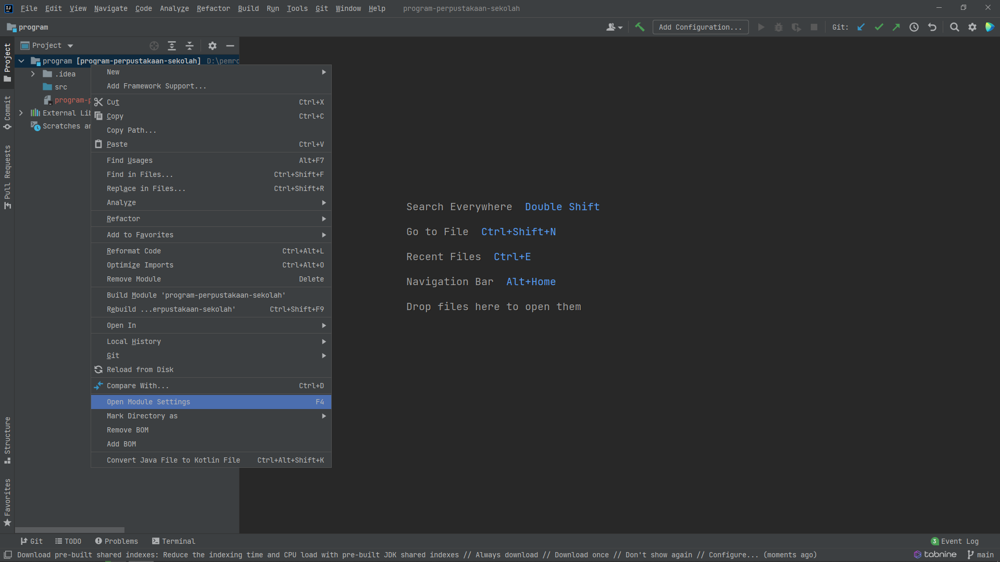 File Edit View Navigate Code Analyze Refactor Build Run Tools Git Window Help program-perpustakaan-sekolah
program
Add Configuration...
Git:
Project
program [program-perpustakaan-sekolah] D:\pemro
.idea
src
program-p
External Lib
Scratches an
New
Add Framework Support...
Cut Ctrl+X
Copy Ctrl+C
Copy Path...
Paste Ctrl+V
Find Usages Alt+F7
Find in Files... Ctrl+Shift+F
Replace in Files... Ctrl+Shift+R
Analyze
Refactor
Add to Favorites
Reformat Code Ctrl+Alt+L
Optimize Imports Ctrl+Alt+O
Remove Module Delete
Build Module 'program-perpustakaan-sekolah'
Rebuild ...erpustakaan-sekolah' Ctrl+Shift+F9
Open In
Local History
Git
Reload from Disk
Compare With... Ctrl+D
Open Module Settings F4
Mark Directory as
Remove BOM
Add BOM
Convert Java File to Kotlin File Ctrl+Alt+Shift+K
Search Everywhere Double Shift
Go to File Ctrl+Shift+N
Recent Files Ctrl+E
Navigation Bar Alt+Home
Drop files here to open them
Project
Commit
Pull Requests
Structure
Favorites
Git TODO Problems Terminal
3 Event Log
Download pre-built shared indexes: Reduce the indexing time and CPU load with pre-built JDK shared indexes // Always download // Download once // Don't show again // Configure... (moments ago)
tabnine main